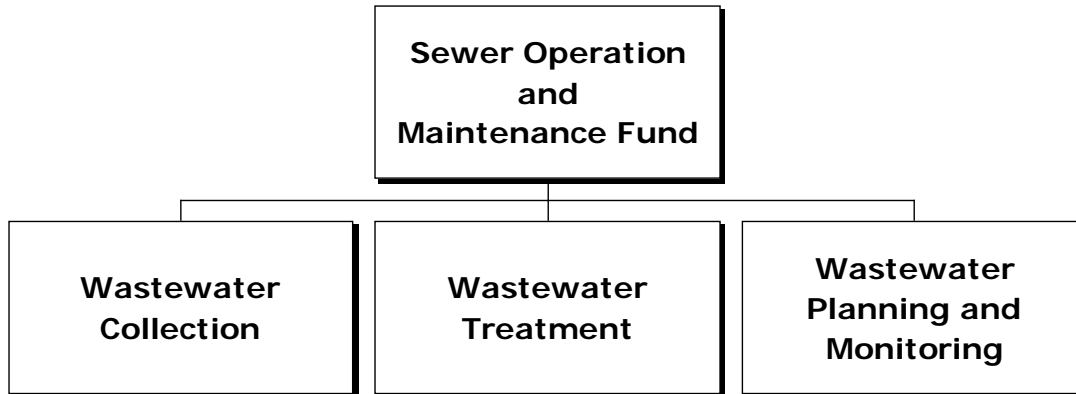 Sewer Operation
and
Maintenance Fund
Wastewater
Collection
Wastewater
Treatment
Wastewater
Planning and
Monitoring